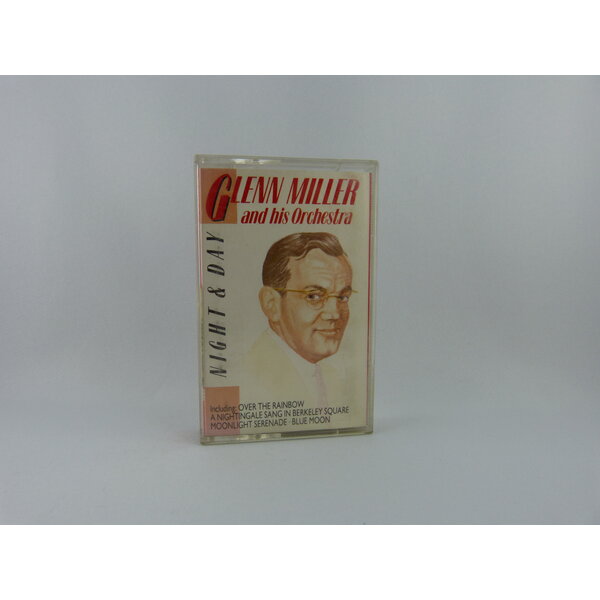 GLENN MILLER
and his Orchestra
NIGHT & DAY
Including: OVER THE RAINBOW
A NIGHTINGALE SANG IN BERKELEY SQUARE
MOONLIGHT SERENADE · BLUE MOON